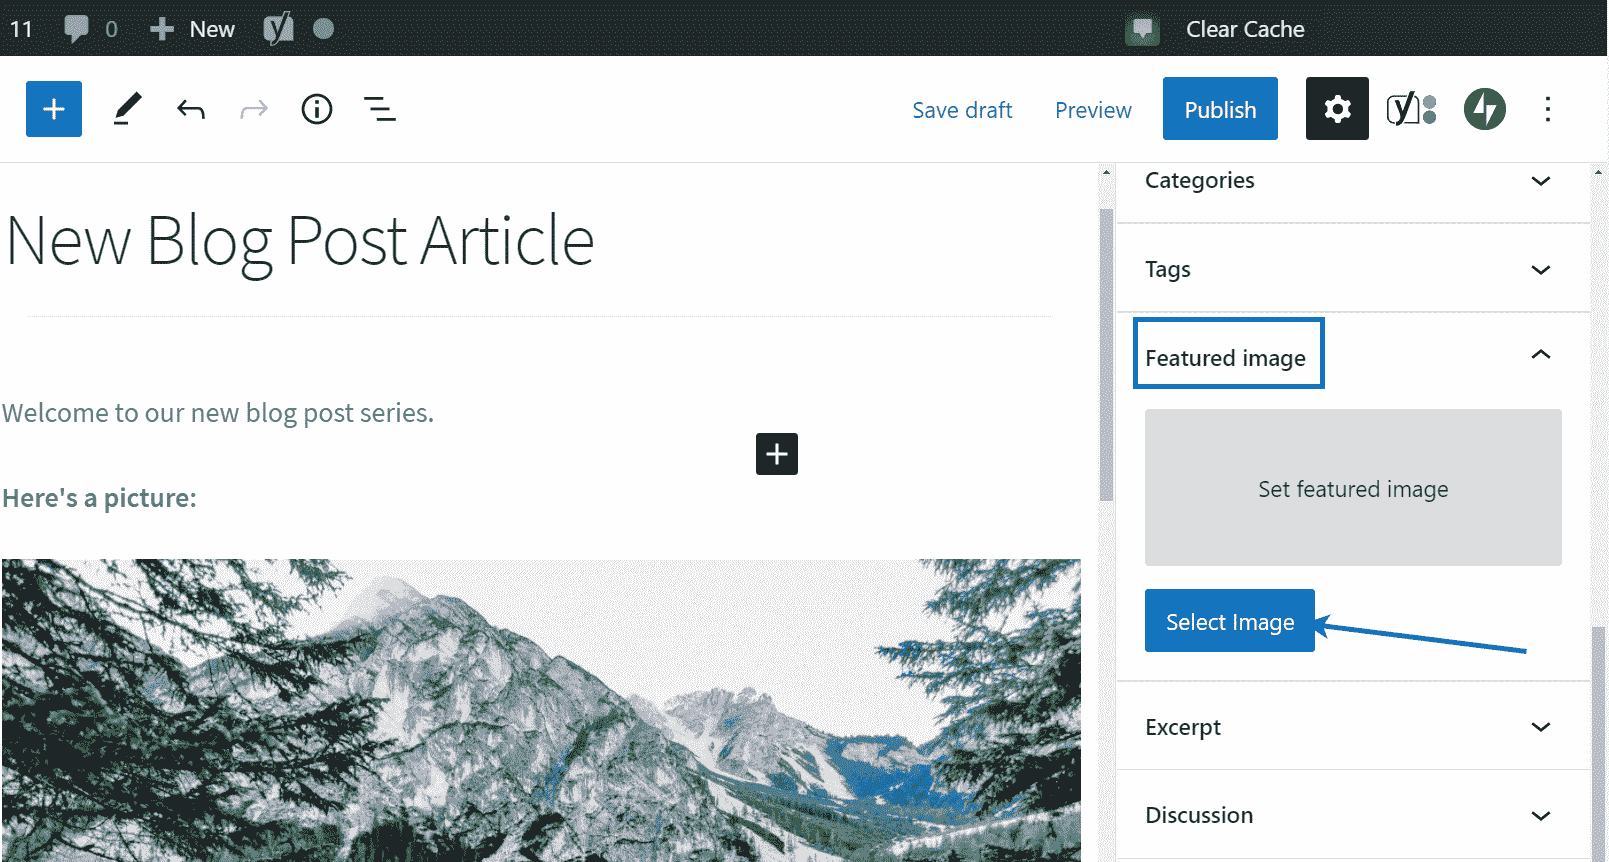 11 0 New Clear Cache
Save draft Preview Publish
New Blog Post Article
Welcome to our new blog post series.
Here's a picture:
Categories
Tags
Featured image
Set featured image
Select Image
Excerpt
Discussion